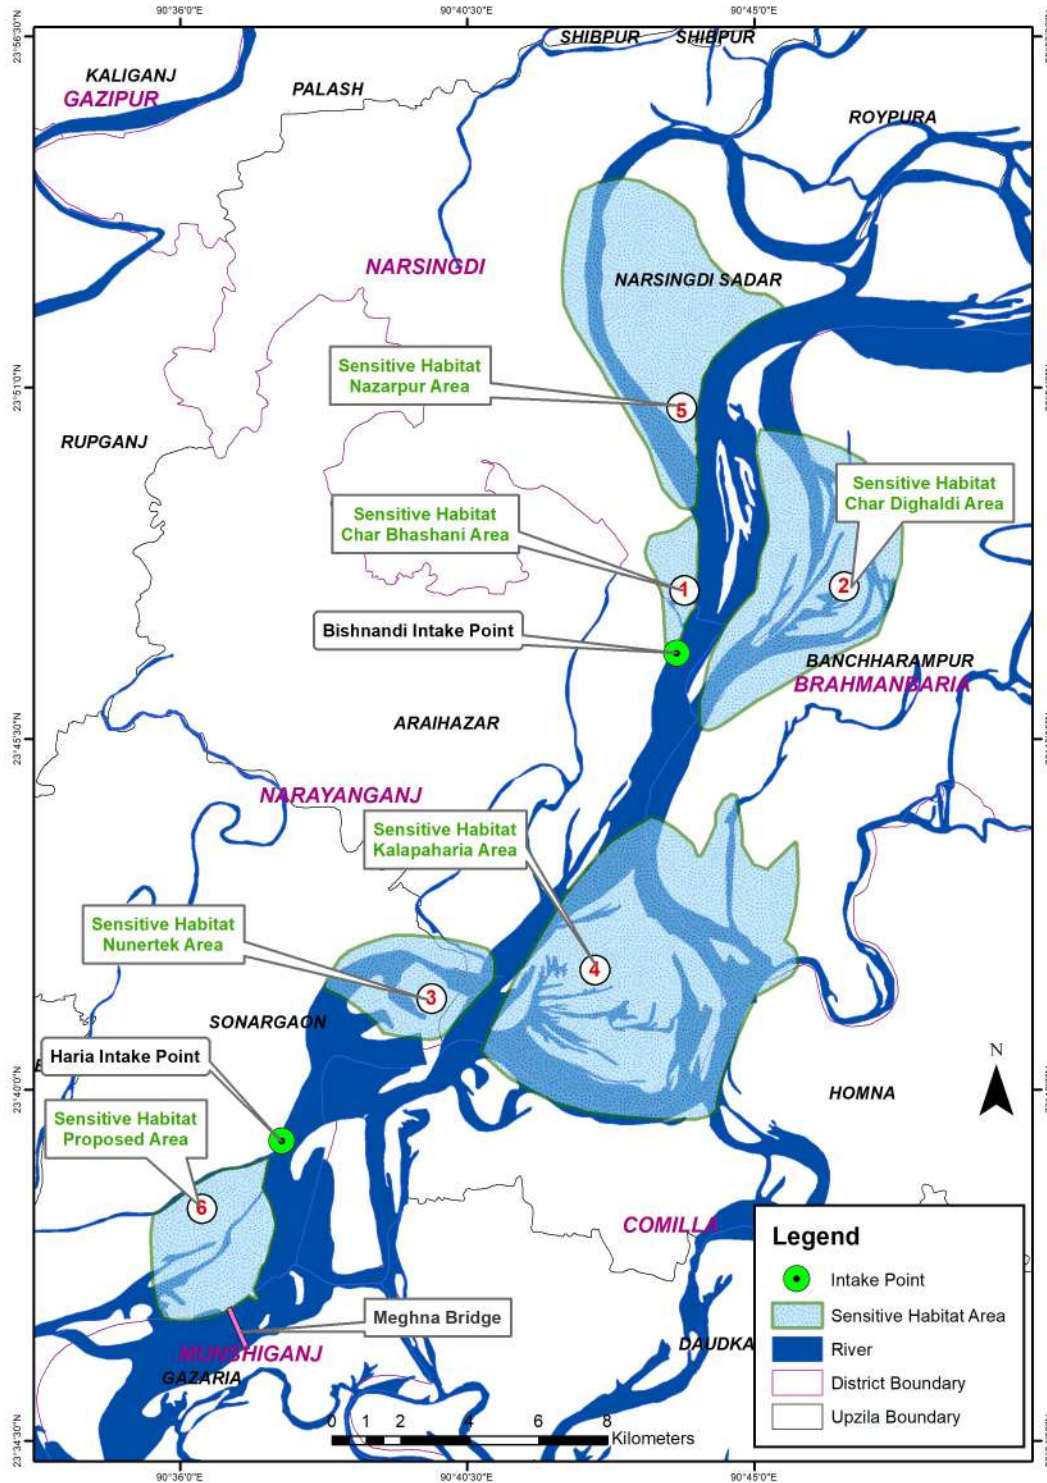 90°36'0"E
90°40'30"E
90°45'0"E
23°56'30"N
SHIBPUR
SHIBPUR
KALIGANJ
GAZIPUR
PALASH
ROYPURA
NARSINGDI
NARSINGDI SADAR
Sensitive Habitat
Nazarpur Area
5
23°51'0"N
RUPGANJ
Sensitive Habitat
Char Dighaldi Area
2
Sensitive Habitat
Char Bhashani Area
1
Bishnandi Intake Point
BANCHHARAMPUR
BRAHMANBARIA
ARAIHAZAR
23°45'30"N
NARAYANGANJ
Sensitive Habitat
Kalapaharia Area
4
Sensitive Habitat
Nunertek Area
3
SONARGAON
Haria Intake Point
23°40'0"N
HOMNA
N
Sensitive Habitat
Proposed Area
6
COMILLA
Meghna Bridge
MUNSHIGANJ
GAZARIA
DAUDKA
Legend
Intake Point
Sensitive Habitat Area
River
District Boundary
Upzila Boundary
0 1 2 4 6 8
Kilometers
23°34'30"N
90°36'0"E
90°40'30"E
90°45'0"E